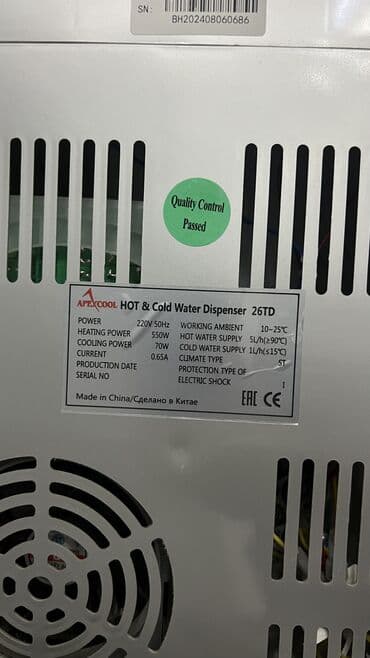 SN:
BH202408060686
Quality Control
Passed
APEXCOOL HOT & Cold Water Dispenser 26TD
POWER 220V 50Hz
HEATING POWER 550W
COOLING POWER 70W
CURRENT 0.65A
PRODUCTION DATE
SERIAL NO
WORKING AMBIENT 10-25℃
HOT WATER SUPPLY 5L/h(≥90℃)
COLD WATER SUPPLY 1L/h(≤15℃)
CLIMATE TYPE ST
PROTECTION TYPE OF
ELECTRIC SHOCK I
Made in China/Сделано в Китае
EAC CE